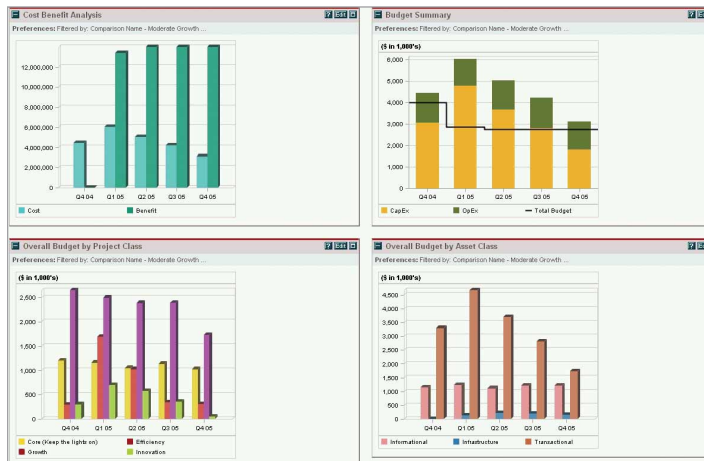 Cost Benefit Analysis
? Edit
Preferences: Filtered by: Comparison Name - Moderate Growth ...
12,000,000
10,000,000
8,000,000
6,000,000
4,000,000
2,000,000
0
Q4 04 Q1 05 Q2 05 Q3 05 Q4 05
Cost Benefit
Budget Summary
? Edit
Preferences: Filtered by: Comparison Name - Moderate Growth ...
($ in 1,000's)
6,000
5,000
4,000
3,000
2,000
1,000
0
Q4 04 Q1 05 Q2 05 Q3 05 Q4 05
CapEx OpEx Total Budget
Overall Budget by Project Class
? Edit
Preferences: Filtered by: Comparison Name - Moderate Growth ...
($ in 1,000's)
2,500
2,000
1,500
1,000
500
0
Q4 04 Q1 05 Q2 05 Q3 05 Q4 05
Core (Keep the lights on) Efficiency
Growth Innovation
Overall Budget by Asset Class
? Edit
Preferences: Filtered by: Comparison Name - Moderate Growth ...
($ in 1,000's)
4,500
4,000
3,500
3,000
2,500
2,000
1,500
1,000
500
0
Q4 04 Q1 05 Q2 05 Q3 05 Q4 05
Informational Infrastructure Transactional